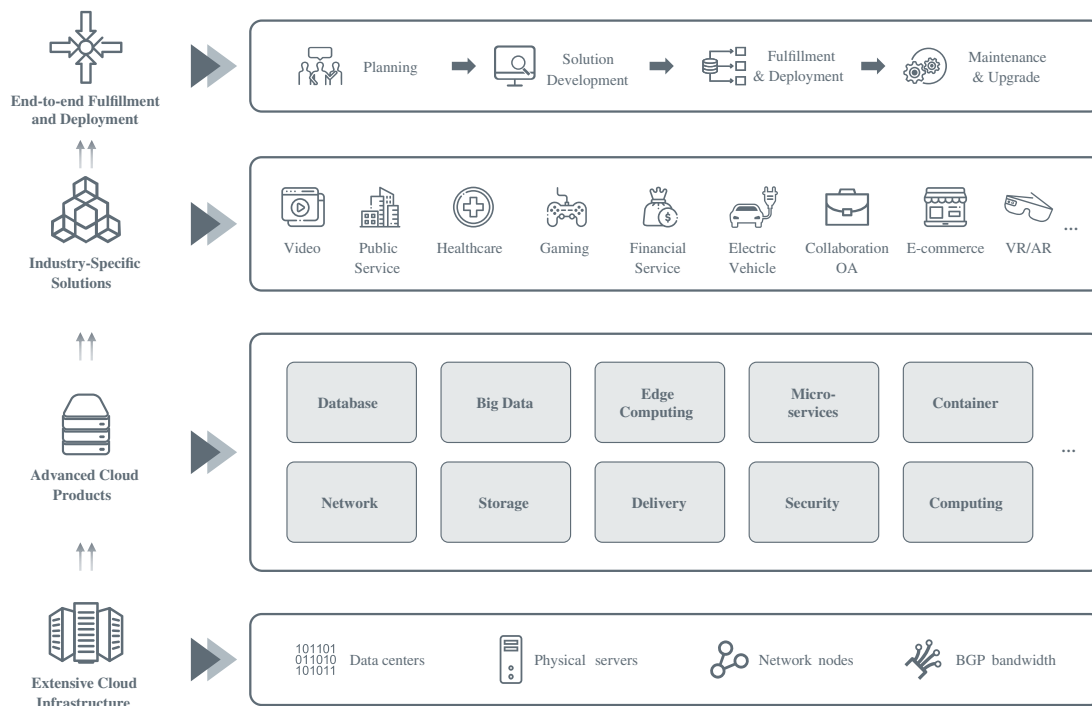 End-to-end Fulfillment
and Deployment
Planning
Solution
Development
Fulfillment
& Deployment
Maintenance
& Upgrade
Industry-Specific
Solutions
Video
Public
Service
Healthcare
Gaming
Financial
Service
Electric
Vehicle
Collaboration
OA
E-commerce
VR/AR
...
Advanced Cloud
Products
Database
Big Data
Edge
Computing
Micro-
services
Container
...
Network
Storage
Delivery
Security
Computing
Extensive Cloud
Infrastructure
101101
011010
101011
Data centers
Physical servers
Network nodes
BGP bandwidth